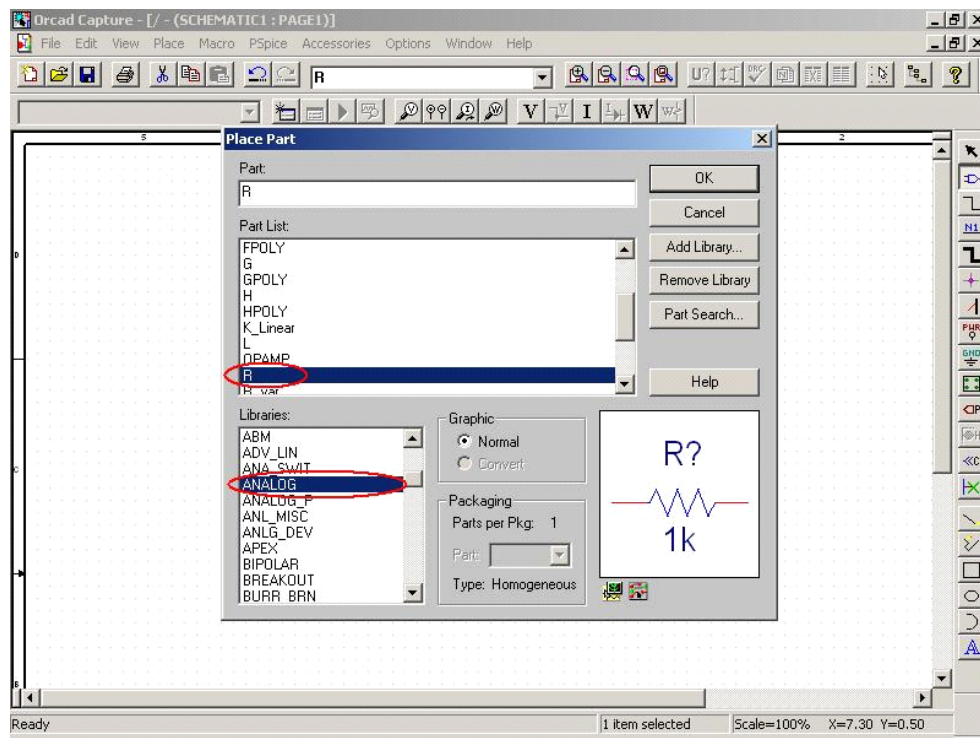 Orcad Capture - [/ - (SCHEMATIC1 : PAGE1)]
File Edit View Place Macro PSpice Accessories Options Window Help
R
U?
DRC
V I W
5
2
Place Part
Part:
R
OK
Cancel
Part List:
Add Library...
FPOLY
G
GPOLY
Remove Library
H
HPOLY
Part Search...
K_Linear
L
OPAMP
R
Help
R_var
Libraries:
ABM
ADV_LIN
ANA_SWIT
ANALOG
ANALOG_P
ANL_MISC
ANLG_DEV
APEX
BIPOLAR
BREAKOUT
BURR_BRN
Graphic
Normal
Convert
Packaging
Parts per Pkg: 1
Part:
Type: Homogeneous
R?
1k
N1
PWR
GND
A
D
C
B
Ready
1 item selected
Scale=100% X=7.30 Y=0.50